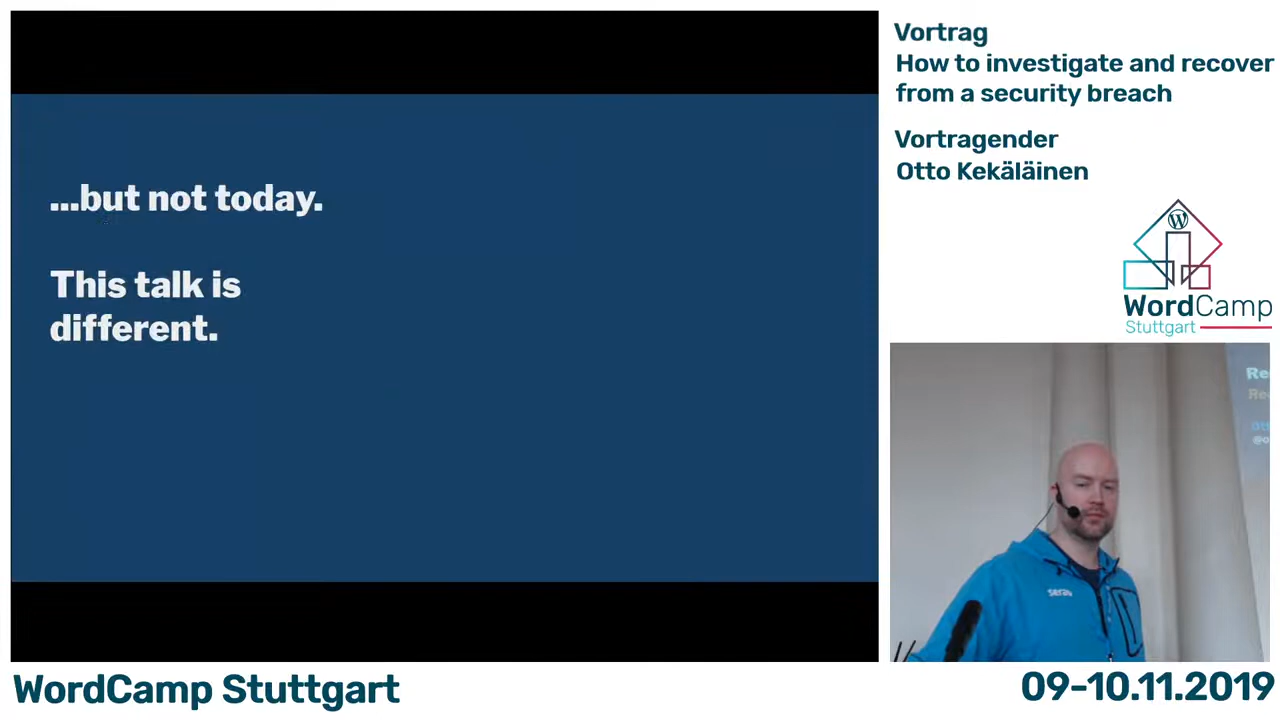 ...but not today.
This talk is
different.
Vortrag
How to investigate and recover
from a security breach
Vortragender
Otto Kekäläinen
WordCamp
Stuttgart
WordCamp Stuttgart
09-10.11.2019